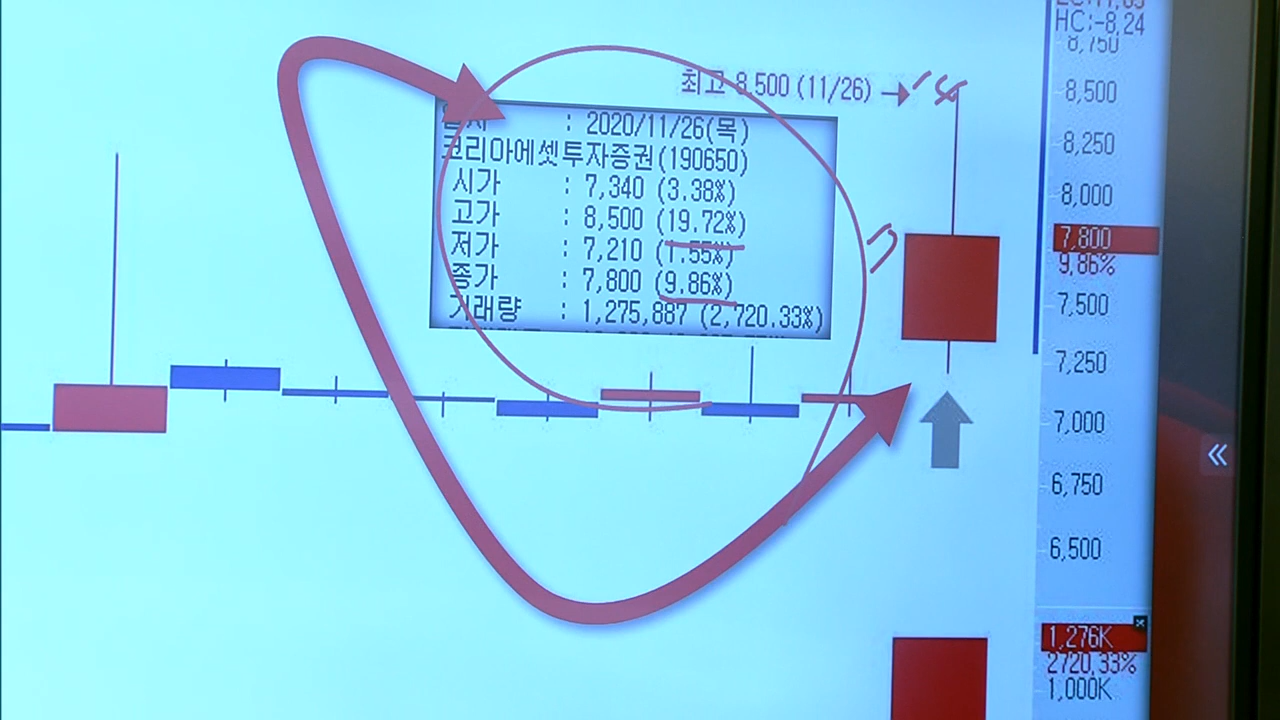 HC:-8,24
8,750
최고 8,500 (11/26) →
8,500
일자 : 2020/11/26(목)
코리아에셋투자증권(190650)
시가 : 7,340 (3.38%)
고가 : 8,500 (19.72%)
저가 : 7,210 (1.55%)
종가 : 7,800 (9.86%)
거래량 : 1,275,887 (2,720.33%)
8,250
8,000
7,800
9.86%
7,500
7,250
7,000
6,750
6,500
1,276K
2720.33%
1,000K